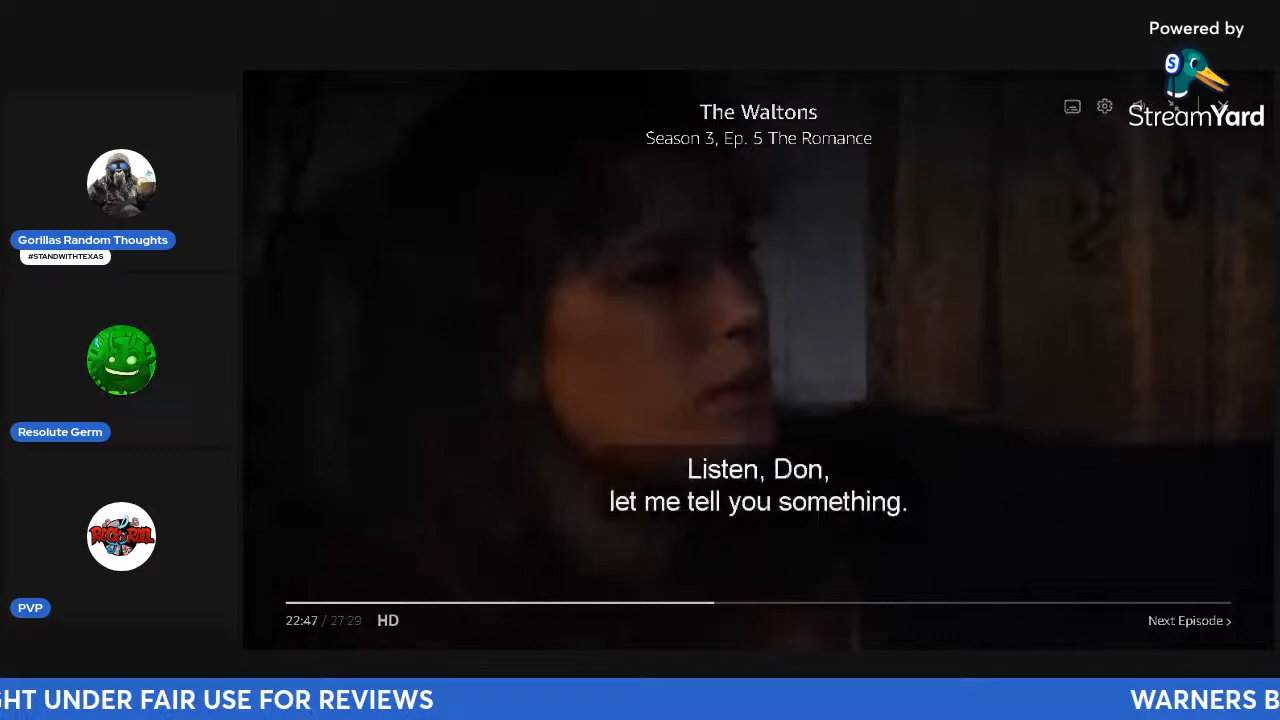 Powered by
StreamYard
The Waltons
Season 3, Ep. 5 The Romance
Gorillas Random Thoughts
#STANDWITHTEXAS
Resolute Germ
ROCK & ROLL
PVP
Listen, Don,
let me tell you something.
22:47 / 27:29 HD
Next Episode ›
GHT UNDER FAIR USE FOR REVIEWS
WARNERS B